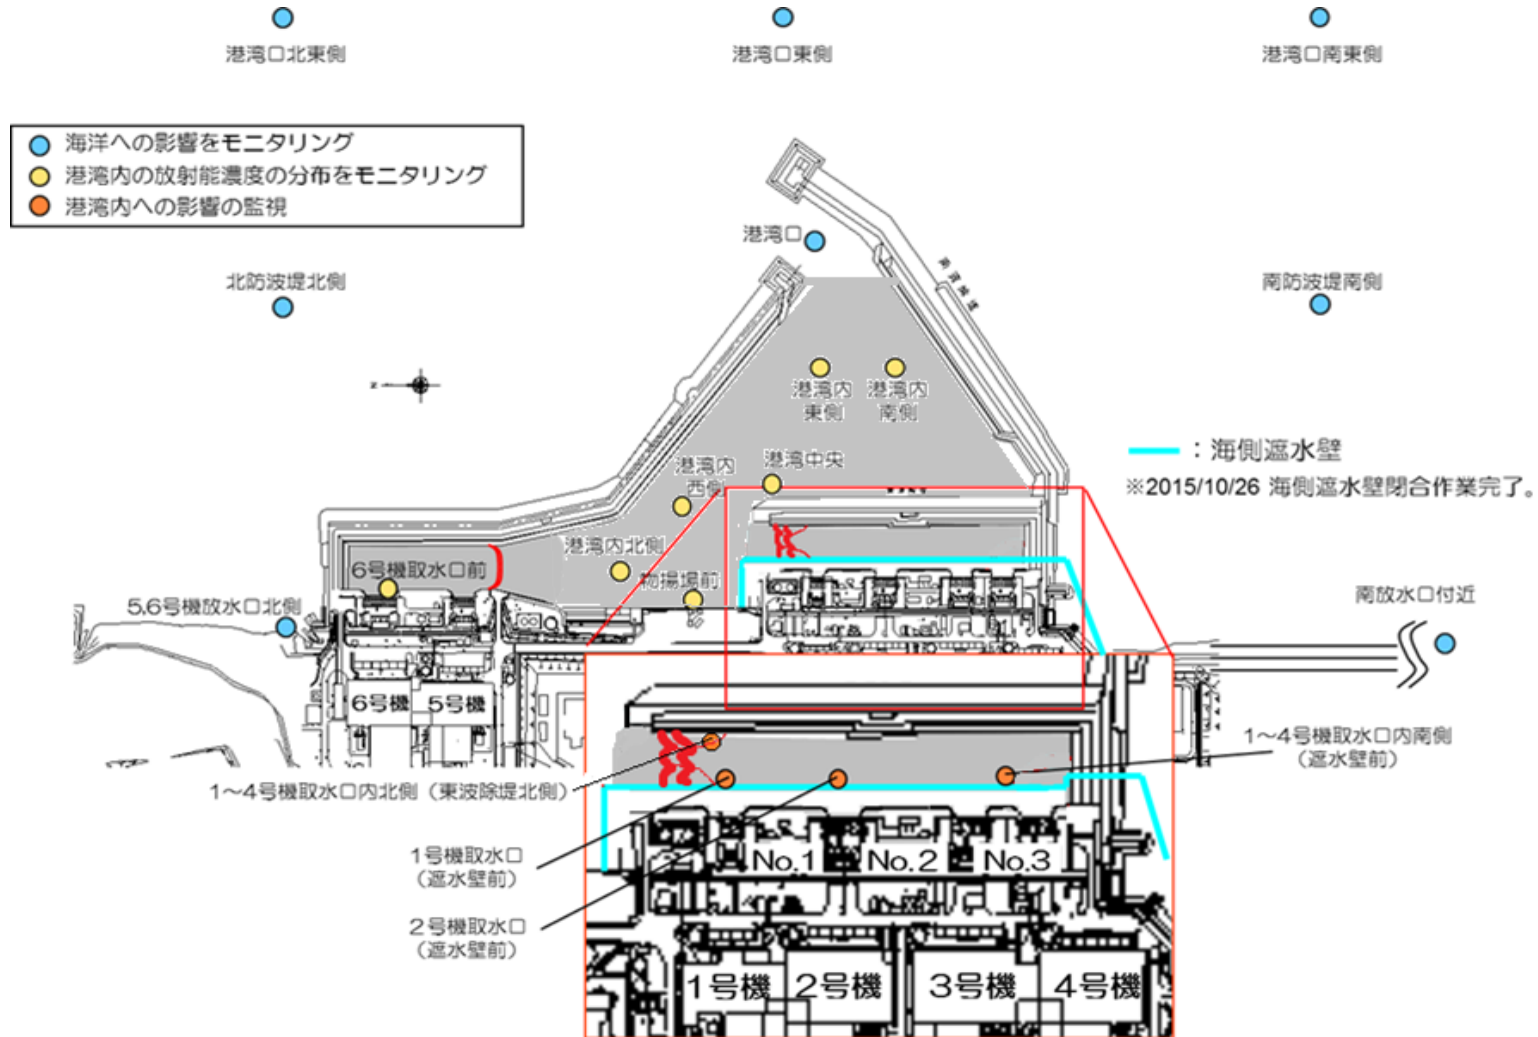 港湾口北東側
港湾口東側
港湾口南東側
海洋への影響をモニタリング
港湾内の放射能濃度の分布をモニタリング
港湾内への影響の監視
港湾口
北防波堤北側
南防波堤南側
港湾内
東側
港湾内
南側
港湾中央
港湾内
西側
：海側遮水壁
※2015/10/26 海側遮水壁閉合作業完了。
港湾内北側
物揚場前
6号機取水口前
5,6号機放水口北側
南放水口付近
6号機
5号機
1～4号機取水口内南側
（遮水壁前）
1～4号機取水口内北側（東波除堤北側）
1号機取水口
（遮水壁前）
2号機取水口
（遮水壁前）
No.1
No.2
No.3
1号機
2号機
3号機
4号機